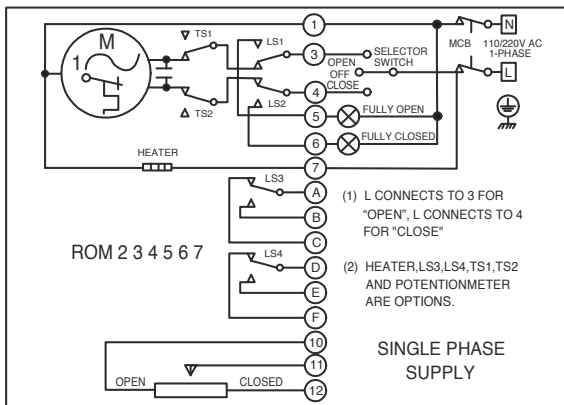 M
1
TS1
TS2
LS1
LS2
1
3
4
5
6
7
OPEN
OFF
CLOSE
SELECTOR
SWITCH
MCB
110/220V AC
1-PHASE
N
L
FULLY OPEN
FULLY CLOSED
HEATER
LS3
A
B
C
LS4
D
E
F
10
11
12
ROM 2 3 4 5 6 7
(1) L CONNECTS TO 3 FOR
“OPEN”, L CONNECTS TO 4
FOR "CLOSE"
(2) HEATER,LS3,LS4,TS1,TS2
AND POTENTIONMETER
ARE OPTIONS.
OPEN
CLOSED
SINGLE PHASE
SUPPLY